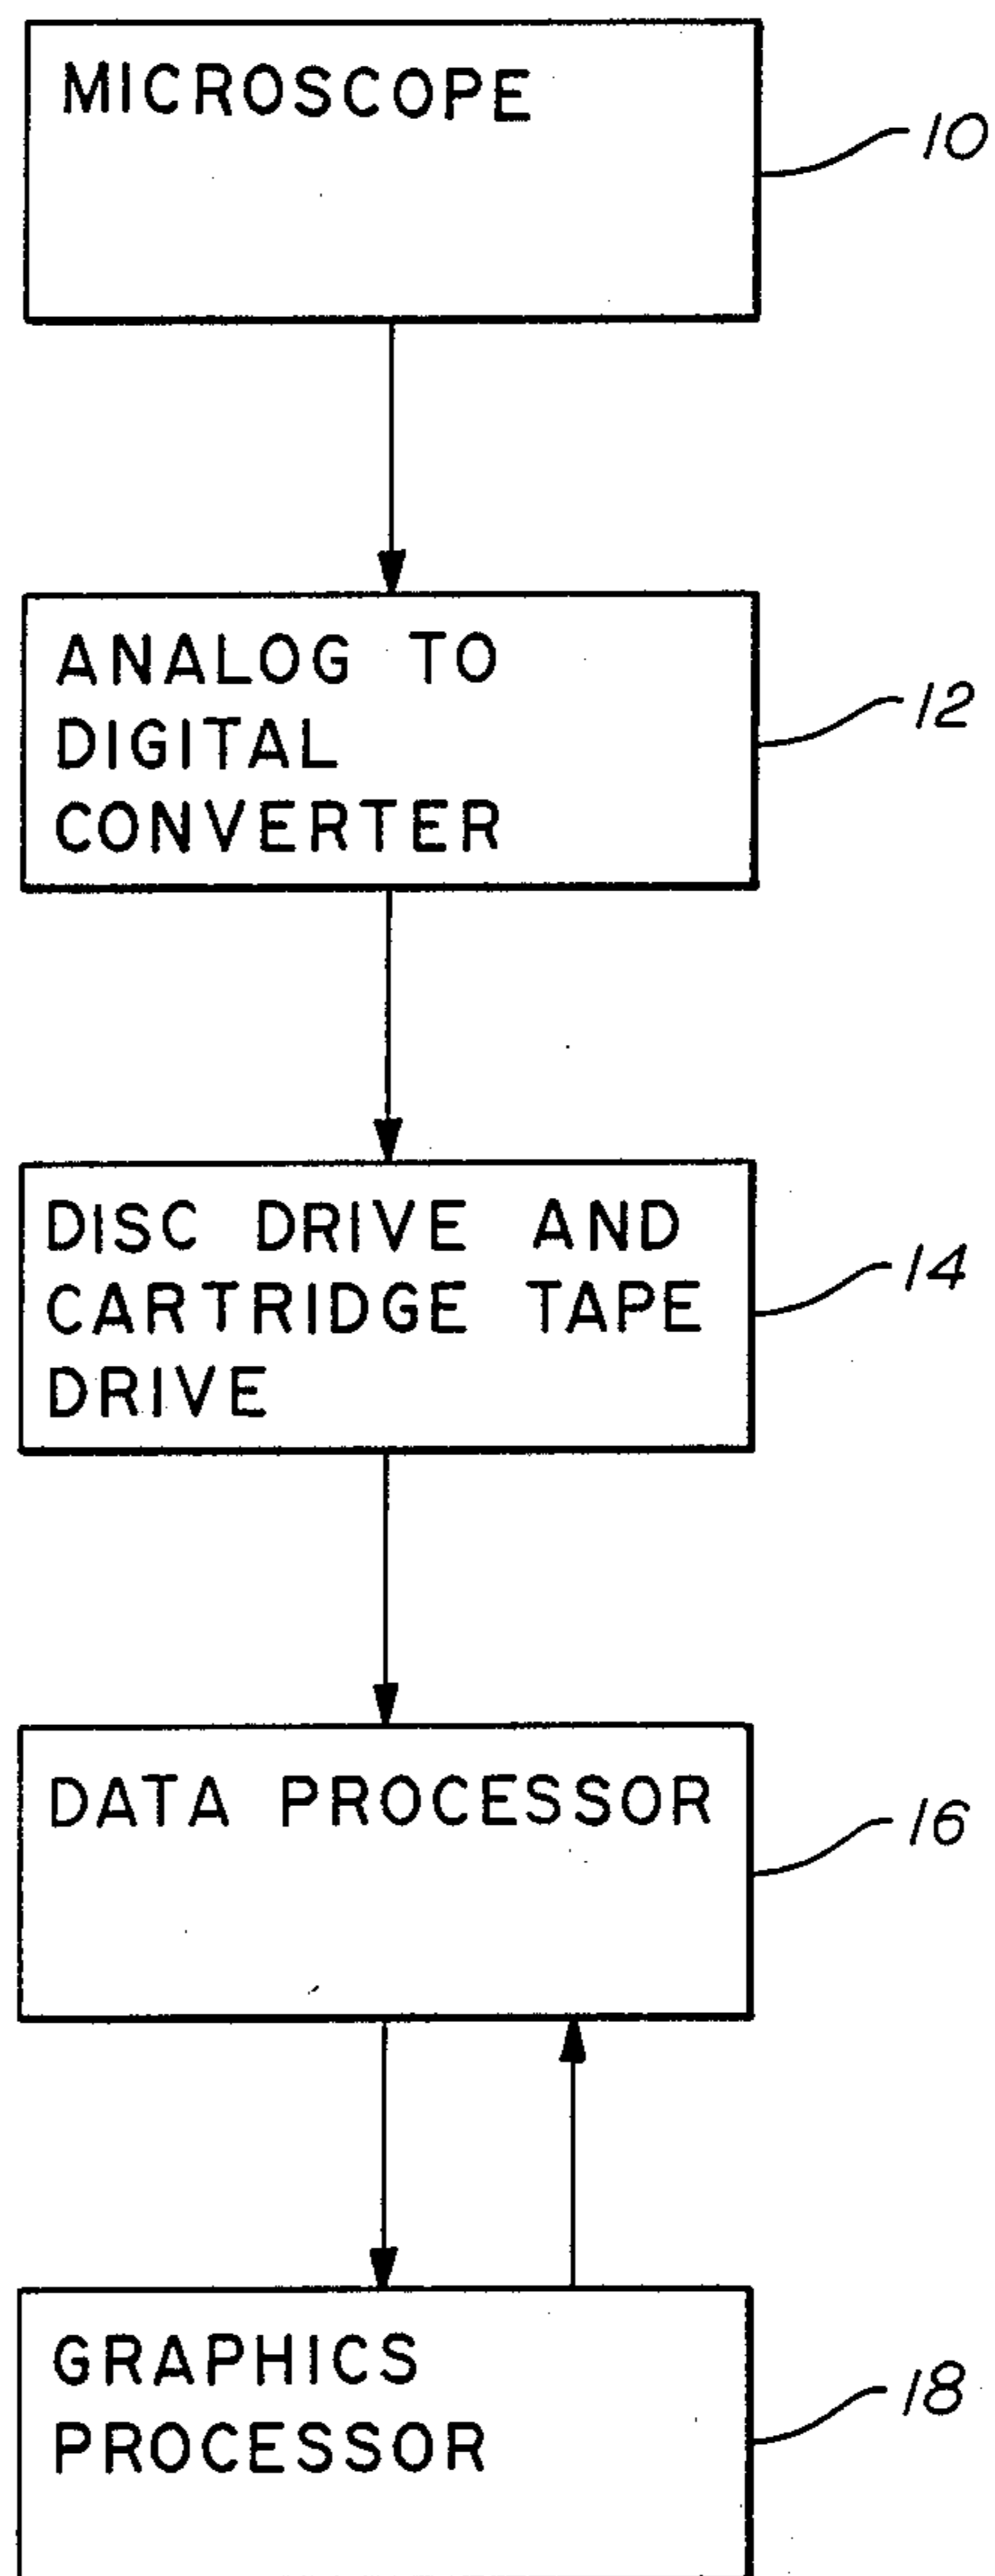 MICROSCOPE
10
ANALOG TO
DIGITAL
CONVERTER
12
DISC DRIVE AND
CARTRIDGE TAPE
DRIVE
14
DATA PROCESSOR
16
GRAPHICS
PROCESSOR
18